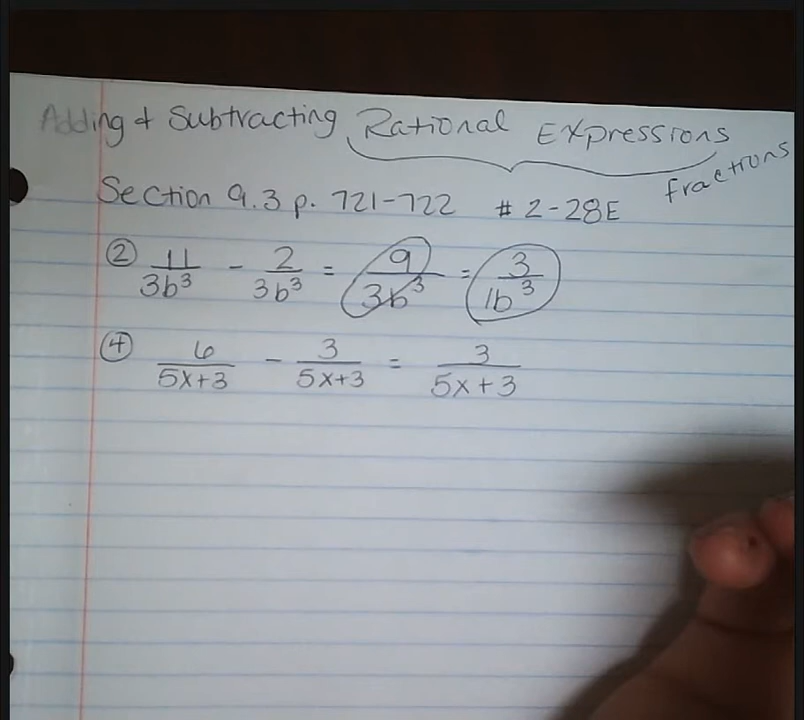 Adding & Subtracting Rational Expressions
fractions
Section 9.3 p. 721-722 # 2-28E
② 11/3b³ - 2/3b³ = 9/3b³ = 3/1b³
④ 6/5x+3 - 3/5x+3 = 3/5x+3